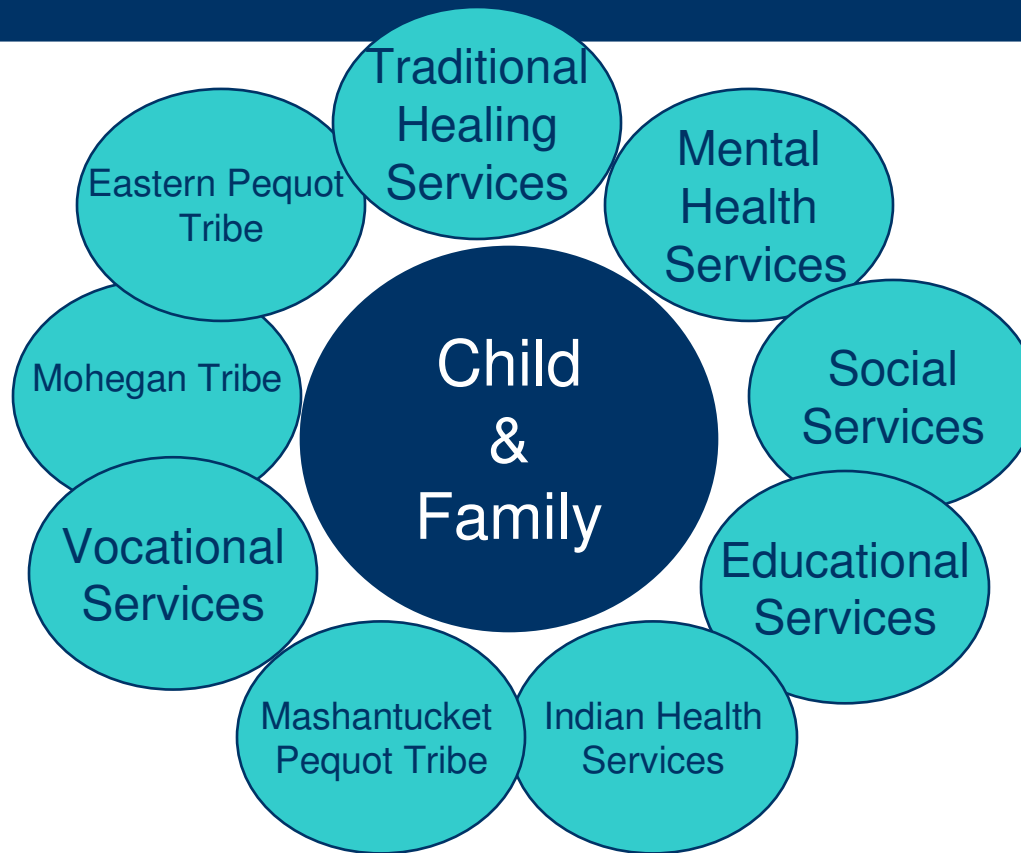 Traditional
Healing
Services
Mental
Health
Services
Eastern Pequot
Tribe
Child
&
Family
Social
Services
Mohegan Tribe
Vocational
Services
Educational
Services
Mashantucket
Pequot Tribe
Indian Health
Services